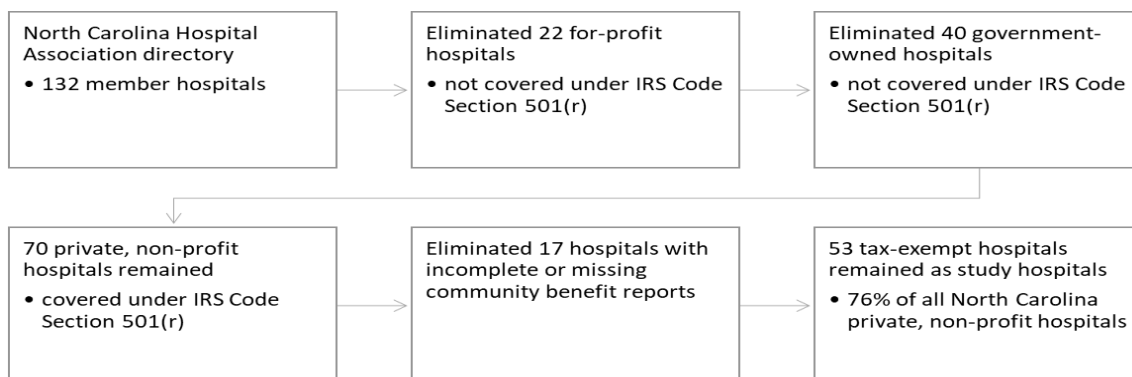 North Carolina Hospital
Association directory
• 132 member hospitals
Eliminated 22 for-profit
hospitals
• not covered under IRS Code
Section 501(r)
Eliminated 40 government-
owned hospitals
• not covered under IRS Code
Section 501(r)
70 private, non-profit
hospitals remained
• covered under IRS Code
Section 501(r)
Eliminated 17 hospitals with
incomplete or missing
community benefit reports
53 tax-exempt hospitals
remained as study hospitals
• 76% of all North Carolina
private, non-profit hospitals